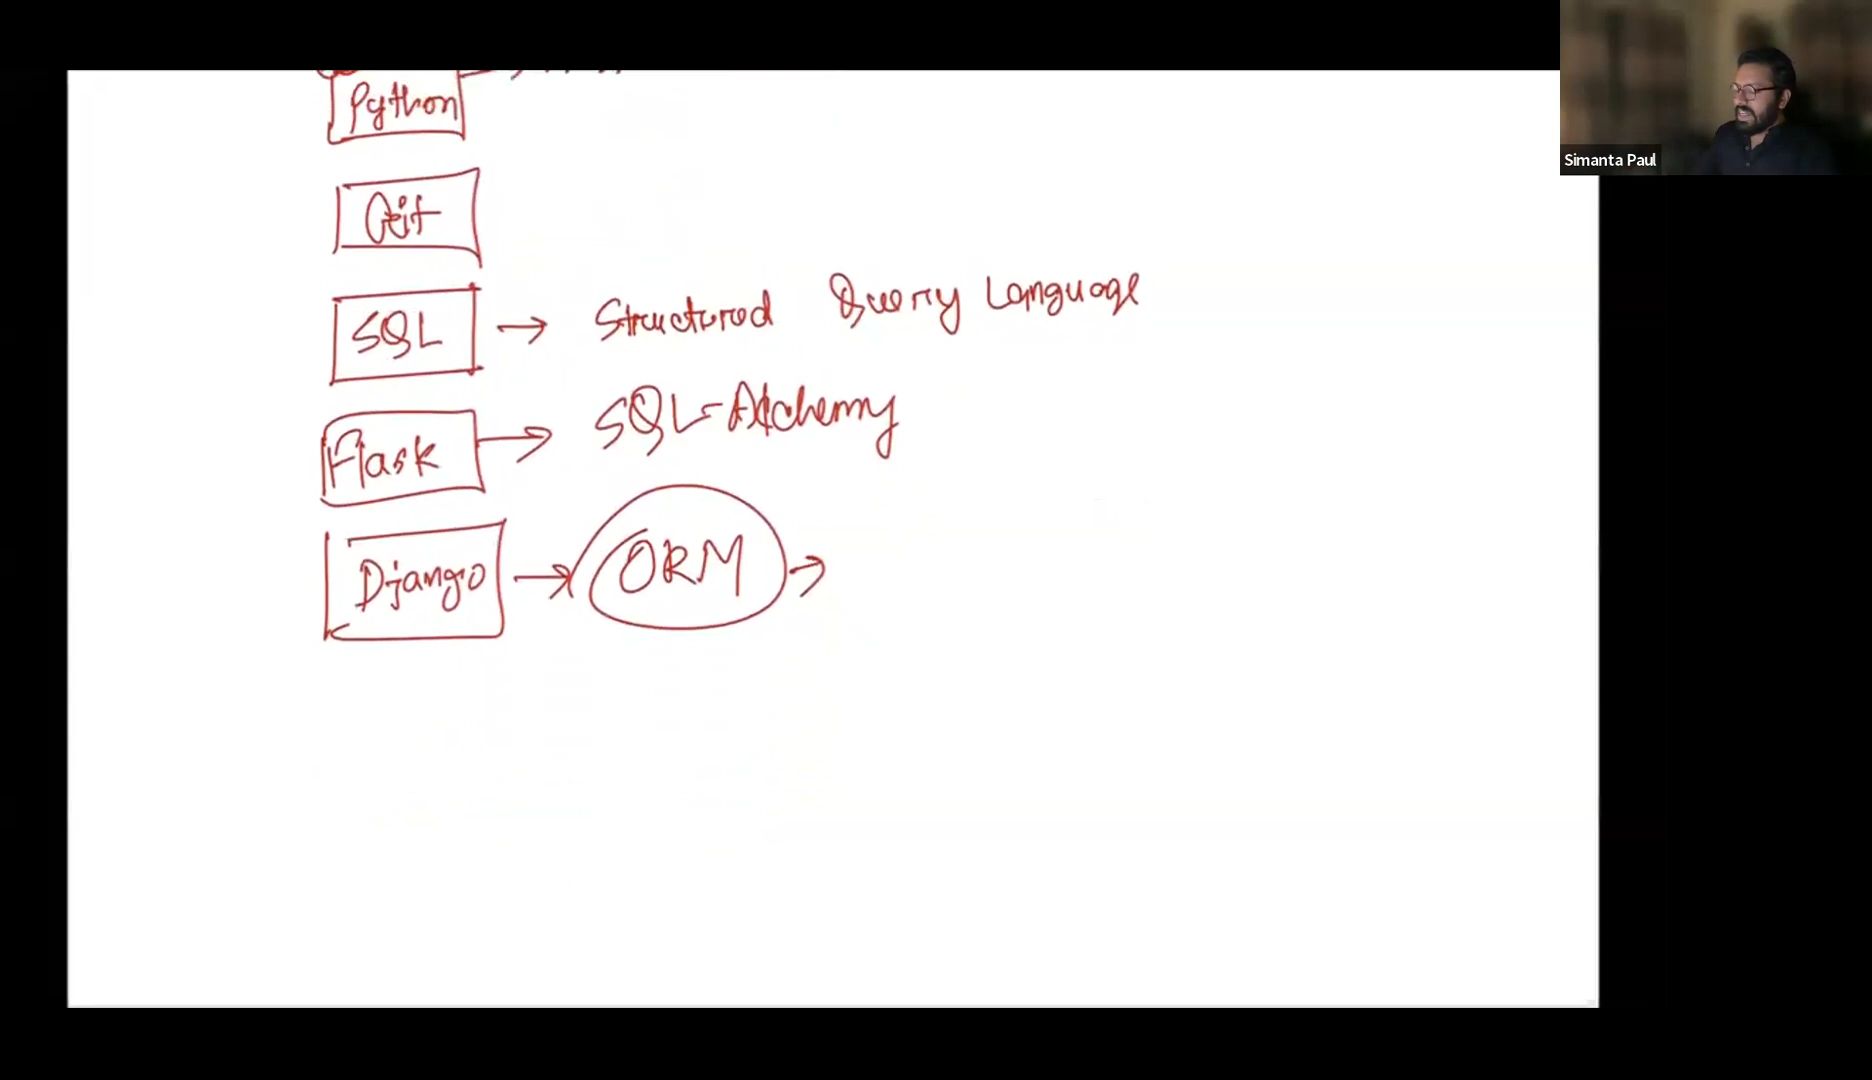 Simanta Paul
Python
Git
SQL → Structured Query Language
Flask → SQL-Alchemy
Django → ORM →